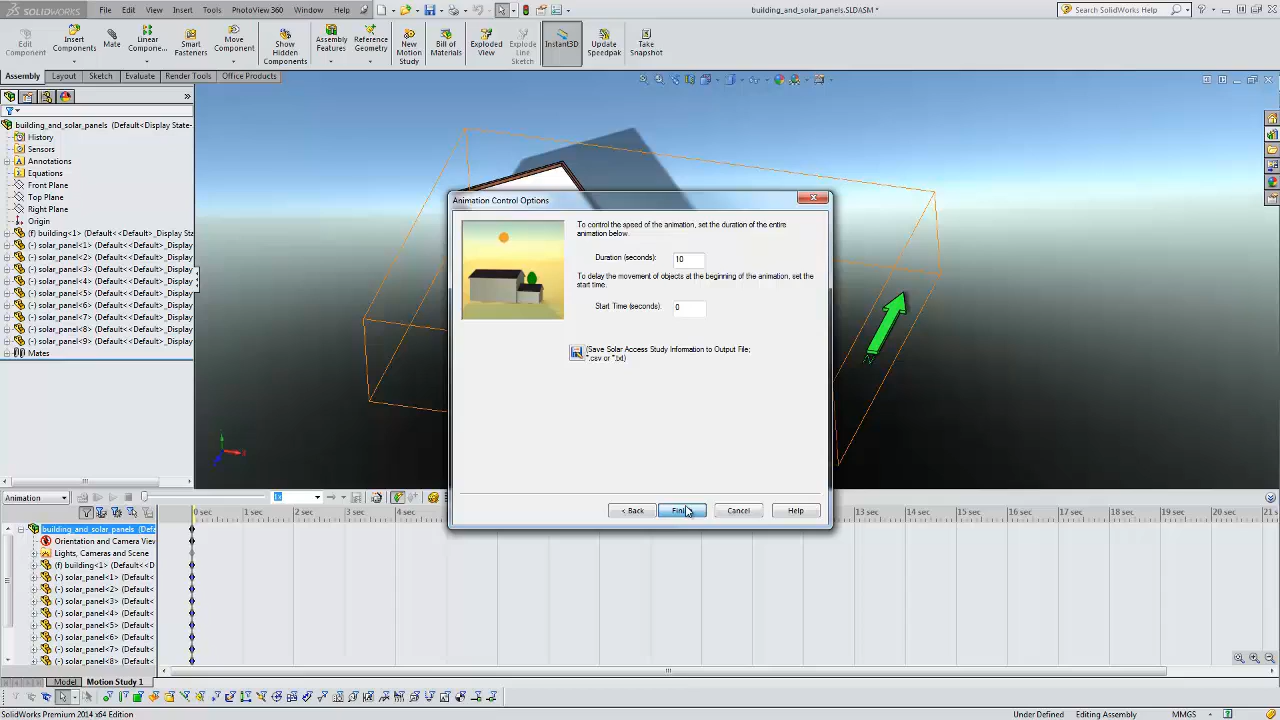 SOLIDWORKS File Edit View Insert Tools PhotoView360 Window Help building_and_solar_panels.SLDASM * Search SolidWorks Help
Edit Component Insert Components Mate Linear Compone... Smart Fasteners Move Component Show Hidden Components Assembly Features Reference Geometry New Motion Study Bill of Materials Exploded View Explode Line Sketch Instant3D Update Speedpak Take Snapshot
Assembly Layout Sketch Evaluate Render Tools Office Products
building_and_solar_panels (Default<Display State-
History
Sensors
Annotations
Equations
Front Plane
Top Plane
Right Plane
Origin
(f) building<1> (Default<<Default>_Display Sta
(-) solar_panel<1> (Default<<Default>_Display
(-) solar_panel<2> (Default<<Default>_Display
(-) solar_panel<3> (Default<<Default>_Display
(-) solar_panel<4> (Default<<Default>_Display
(-) solar_panel<5> (Default<<Default>_Display
(-) solar_panel<6> (Default<<Default>_Display
(-) solar_panel<7> (Default<<Default>_Display
(-) solar_panel<8> (Default<<Default>_Display
(-) solar_panel<9> (Default<<Default>_Display
Mates
Animation Control Options
To control the speed of the animation, set the duration of the entire
animation below.
Duration (seconds): 10
To delay the movement of objects at the beginning of the animation, set the
start time.
Start Time (seconds): 0
(Save Solar Access Study Information to Output File;
*.csv or *.txt)
< Back Fini Cancel Help
Animation
0 sec 1 sec 2 sec 3 sec 4 sec 13 sec 14 sec 15 sec 16 sec 17 sec 18 sec 19 sec 20 sec 21 sec
building_and_solar_panels (Defa
Orientation and Camera View
Lights, Cameras and Scene
(f) building<1> (Default<<D
(-) solar_panel<1> (Default<
(-) solar_panel<2> (Default<
(-) solar_panel<3> (Default<
(-) solar_panel<4> (Default<
(-) solar_panel<5> (Default<
(-) solar_panel<6> (Default<
(-) solar_panel<7> (Default<
(-) solar_panel<8> (Default<
Model Motion Study 1
SolidWorks Premium 2014 x64 Edition Under Defined Editing Assembly MMGS